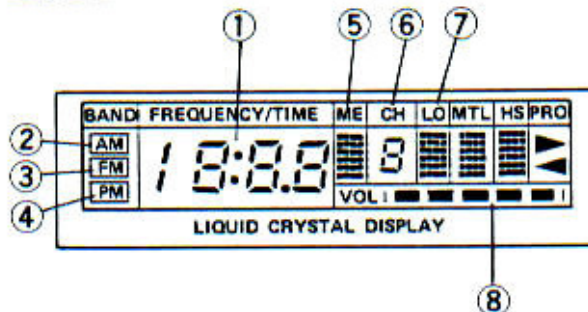 ① ⑤ ⑥ ⑦
BAND FREQUENCY/TIME ME CH LO MTL HS PRO
② AM
③ FM 18:8.8 8
④ PM
VOL
LIQUID CRYSTAL DISPLAY
⑧